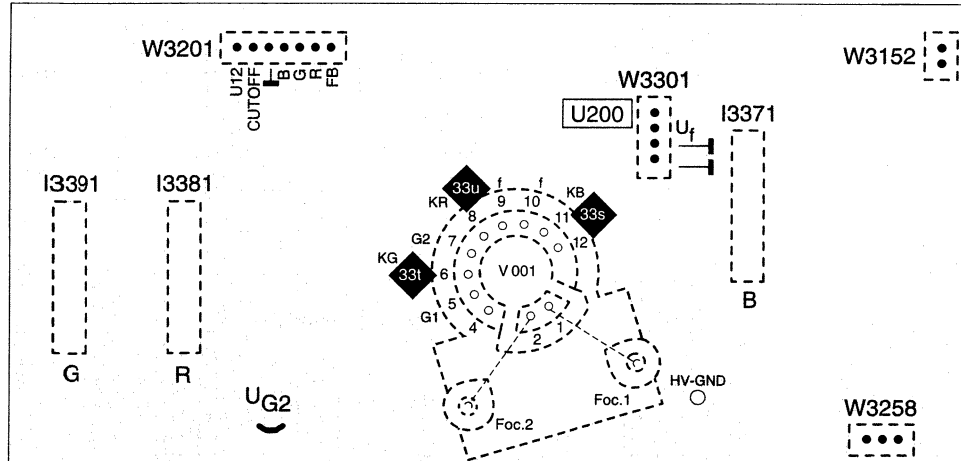 W3201
U12
CUTOFF
B
G
R
FB
W3152
W3301
U200
Uf
I3371
B
I3391
G
I3381
R
33u
KR
f
f
KB
33s
8
9
10
11
12
G2
7
KG
33t
6
V 001
G1
5
4
2
1
Foc.1
Foc.2
HV-GND
UG2
W3258